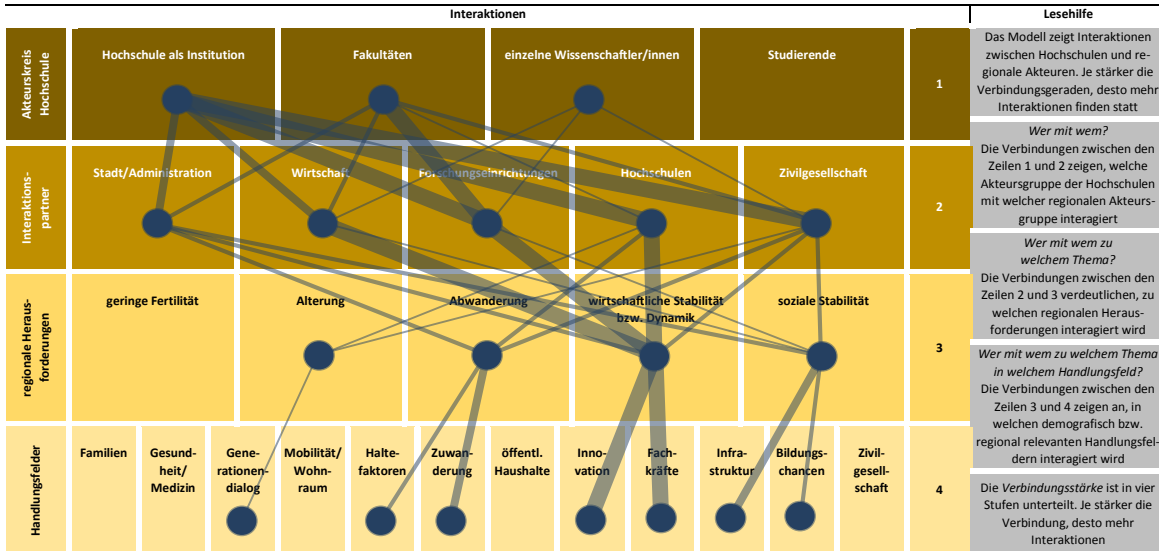 Interaktionen
Lesehilfe
Akteurskreis
Hochschule
Hochschule als Institution
Fakultäten
einzelne Wissenschaftler/innen
Studierende
1
Das Modell zeigt Interaktionen
zwischen Hochschulen und re-
gionale Akteuren. Je stärker die
Verbindungsgeraden, desto mehr
Interaktionen finden statt
Interaktions-
partner
Stadt/Administration
Wirtschaft
Forschungseinrichtungen
Hochschulen
Zivilgesellschaft
2
Wer mit wem?
Die Verbindungen zwischen den
Zeilen 1 und 2 zeigen, welche
Akteursgruppe der Hochschulen
mit welcher regionalen Akteurs-
gruppe interagiert
regionale Heraus-
forderungen
geringe Fertilität
Alterung
Abwanderung
wirtschaftliche Stabilität
bzw. Dynamik
soziale Stabilität
3
Wer mit wem zu
welchem Thema?
Die Verbindungen zwischen den
Zeilen 2 und 3 verdeutlichen, zu
welchen regionalen Heraus-
forderungen interagiert wird
Handlungsfelder
Familien
Gesund-
heit/
Medizin
Gene-
rationen-
dialog
Mobilität/
Wohn-
raum
Halte-
faktoren
Zuwan-
derung
öffentl.
Haushalte
Inno-
vation
Fach-
kräfte
Infra-
struktur
Bildungs-
chancen
Zivil-
gesell-
schaft
4
Wer mit wem zu welchem Thema
in welchem Handlungsfeld?
Die Verbindungen zwischen den
Zeilen 3 und 4 zeigen an, in
welchen demografisch bzw.
regional relevanten Handlungsfel-
dern interagiert wird
Die Verbindungsstärke ist in vier
Stufen unterteilt. Je stärker die
Verbindung, desto mehr
Interaktionen